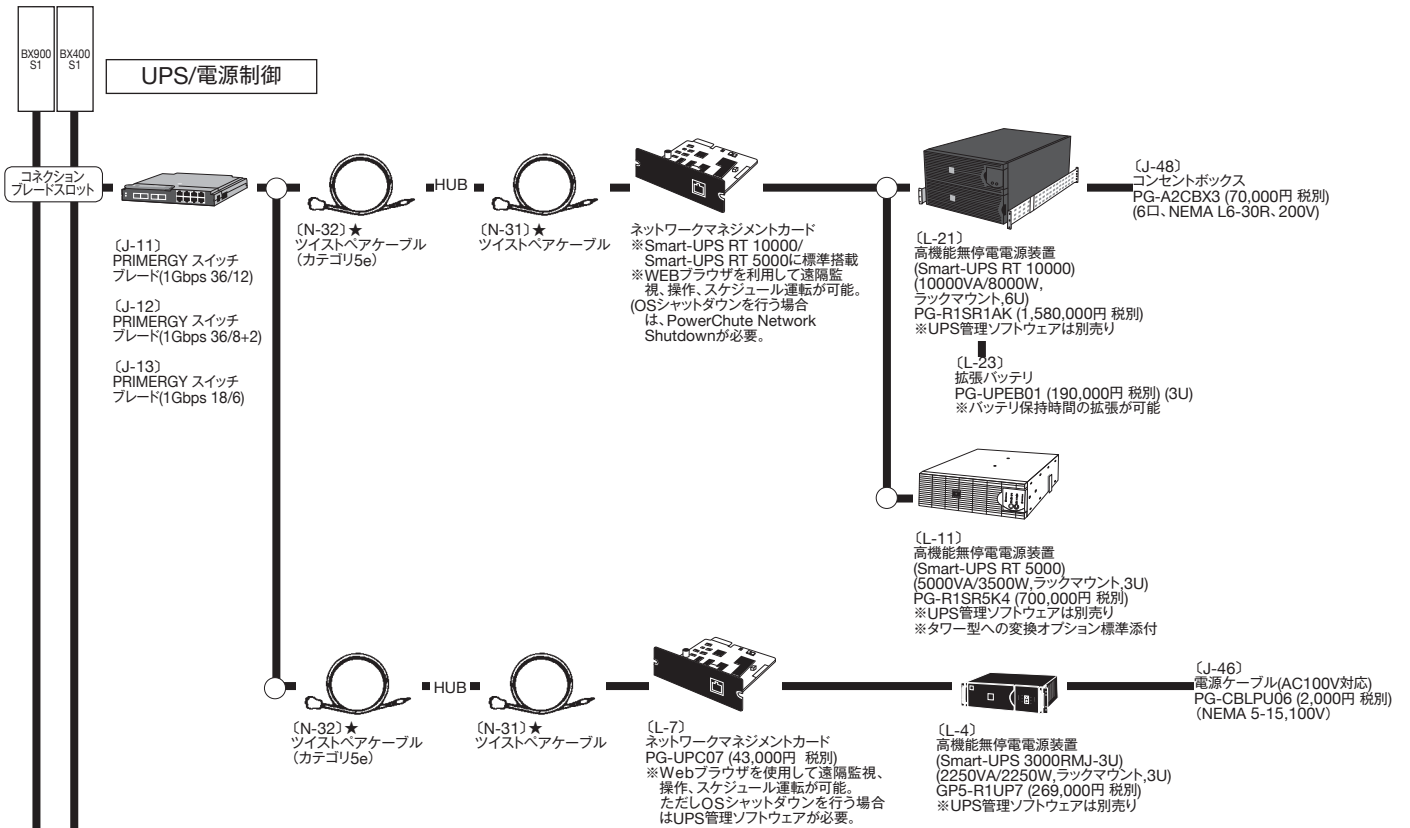 BX900
S1
BX400
S1
UPS/電源制御
コネクション
ブレードスロット
〔J-11〕
PRIMERGY スイッチ
ブレード(1Gbps 36/12)
〔J-12〕
PRIMERGY スイッチ
ブレード(1Gbps 36/8+2)
〔J-13〕
PRIMERGY スイッチ
ブレード(1Gbps 18/6)
〔N-32〕★
ツイストペアケーブル
（カテゴリ5e）
HUB
〔N-31〕★
ツイストペアケーブル
ネットワークマネジメントカード
※Smart-UPS RT 10000/
Smart-UPS RT 5000に標準搭載
※WEBブラウザを利用して遠隔監
視、操作、スケジュール運転が可能。
(OSシャットダウンを行う場合
は、PowerChute Network
Shutdownが必要。
〔L-21〕
高機能無停電電源装置
(Smart-UPS RT 10000)
(10000VA/8000W,
ラックマウント,6U)
PG-R1SR1AK (1,580,000円 税別)
※UPS管理ソフトウェアは別売り
〔J-48〕
コンセントボックス
PG-A2CBX3 (70,000円 税別)
(6口、NEMA L6-30R、200V)
〔L-23〕
拡張バッテリ
PG-UPEB01 (190,000円 税別) (3U)
※バッテリ保持時間の拡張が可能
〔L-11〕
高機能無停電電源装置
(Smart-UPS RT 5000)
(5000VA/3500W,ラックマウント,3U)
PG-R1SR5K4 (700,000円 税別)
※UPS管理ソフトウェアは別売り
※タワー型への変換オプション標準添付
〔N-32〕★
ツイストペアケーブル
（カテゴリ5e）
HUB
〔N-31〕★
ツイストペアケーブル
〔L-7〕
ネットワークマネジメントカード
PG-UPC07 (43,000円 税別)
※Webブラウザを使用して遠隔監視、
操作、スケジュール運転が可能。
ただしOSシャットダウンを行う場合
はUPS管理ソフトウェアが必要。
〔L-4〕
高機能無停電電源装置
(Smart-UPS 3000RMJ-3U)
(2250VA/2250W,ラックマウント,3U)
GP5-R1UP7 (269,000円 税別)
※UPS管理ソフトウェアは別売り
〔J-46〕
電源ケーブル(AC100V対応)
PG-CBLPU06 (2,000円 税別)
（NEMA 5-15,100V）